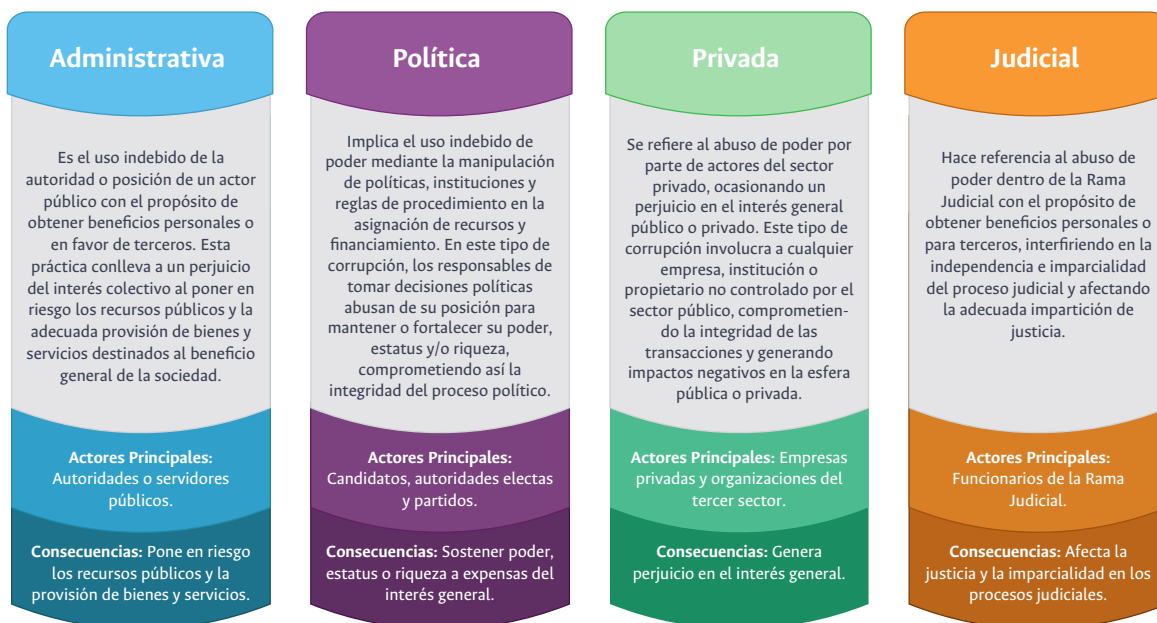 Administrativa
Es el uso indebido de la
autoridad o posición de un actor
público con el propósito de
obtener beneficios personales o
en favor de terceros. Esta
práctica conlleva a un perjuicio
del interés colectivo al poner en
riesgo los recursos públicos y la
adecuada provisión de bienes y
servicios destinados al beneficio
general de la sociedad.
Actores Principales:
Autoridades o servidores
públicos.
Consecuencias: Pone en riesgo
los recursos públicos y la
provisión de bienes y servicios.
Política
Implica el uso indebido de
poder mediante la manipulación
de políticas, instituciones y
reglas de procedimiento en la
asignación de recursos y
financiamiento. En este tipo de
corrupción, los responsables de
tomar decisiones políticas
abusan de su posición para
mantener o fortalecer su poder,
estatus y/o riqueza,
comprometiendo así la
integridad del proceso político.
Actores Principales:
Candidatos, autoridades electas
y partidos.
Consecuencias: Sostener poder,
estatus o riqueza a expensas del
interés general.
Privada
Se refiere al abuso de poder por
parte de actores del sector
privado, ocasionando un
perjuicio en el interés general
público o privado. Este tipo de
corrupción involucra a cualquier
empresa, institución o
propietario no controlado por el
sector público, comprometien-
do la integridad de las
transacciones y generando
impactos negativos en la esfera
pública o privada.
Actores Principales: Empresas
privadas y organizaciones del
tercer sector.
Consecuencias: Genera
perjuicio en el interés general.
Judicial
Hace referencia al abuso de
poder dentro de la Rama
Judicial con el propósito de
obtener beneficios personales o
para terceros, interfiriendo en la
independencia e imparcialidad
del proceso judicial y afectando
la adecuada impartición de
justicia.
Actores Principales:
Funcionarios de la Rama
Judicial.
Consecuencias: Afecta la
justicia y la imparcialidad en los
procesos judiciales.